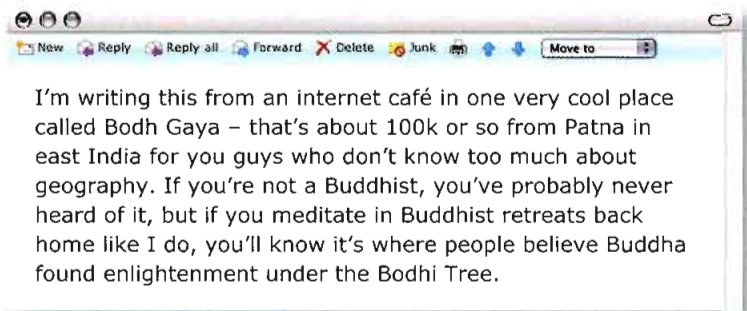 New Reply Reply all Forward Delete Junk Move to
I'm writing this from an internet café in one very cool place
called Bodh Gaya – that's about 100k or so from Patna in
east India for you guys who don't know too much about
geography. If you're not a Buddhist, you've probably never
heard of it, but if you meditate in Buddhist retreats back
home like I do, you'll know it's where people believe Buddha
found enlightenment under the Bodhi Tree.